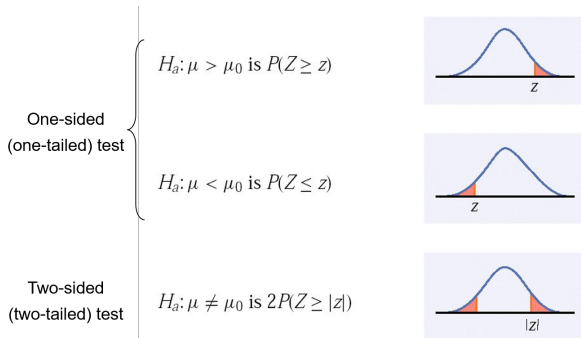 Hₐ: μ > μ₀ is P(Z ≥ z)
z
One-sided
(one-tailed) test
Hₐ: μ < μ₀ is P(Z ≤ z)
z
Two-sided
(two-tailed) test
Hₐ: μ ≠ μ₀ is 2P(Z ≥ |z|)
|z|